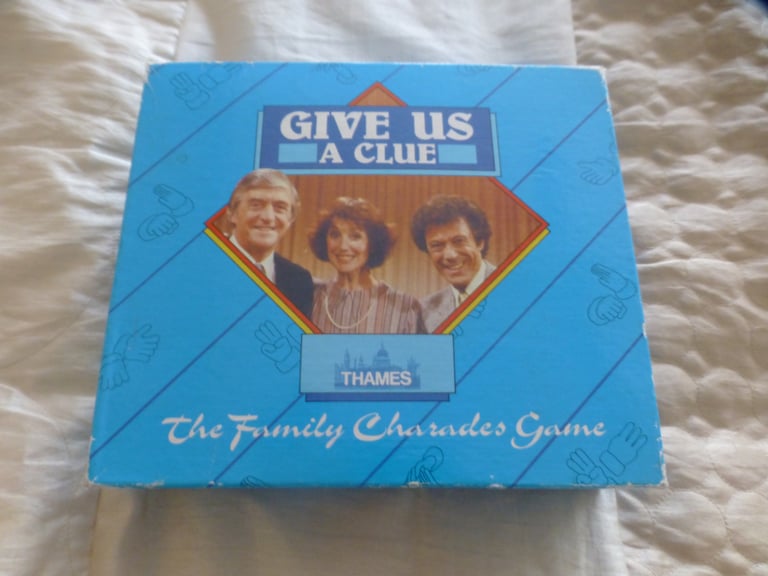 GIVE US
A CLUE
THAMES
The Family Charades Game